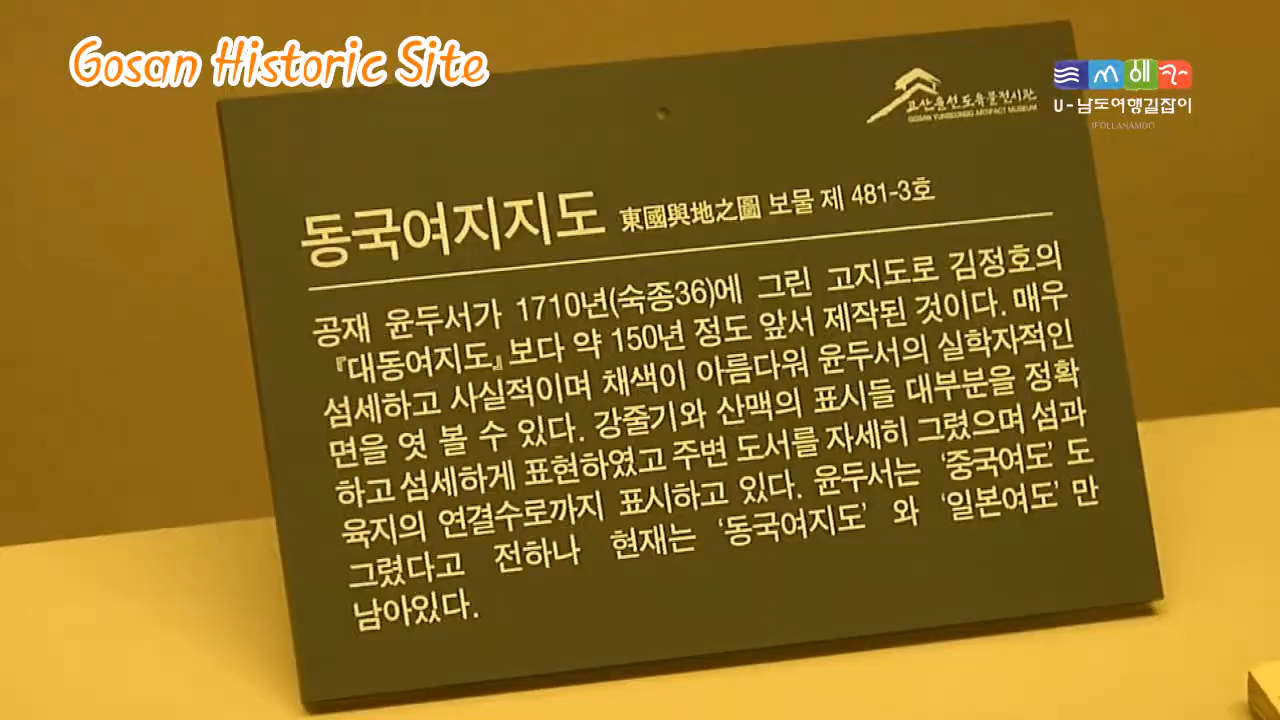 Gosan Historic Site
U-남도여행길잡이
고산윤선도유물전시관
GOSAN YUNSEONDO ARTIFACT MUSEUM
동국여지지도 東國與地之圖 보물 제 481-3호
공재 윤두서가 1710년(숙종36)에 그린 고지도로 김정호의
『대동여지도』보다 약 150년 정도 앞서 제작된 것이다. 매우
섬세하고 사실적이며 채색이 아름다워 윤두서의 실학자적인
면을 엿 볼 수 있다. 강줄기와 산맥의 표시들 대부분을 정확
하고 섬세하게 표현하였고 주변 도서를 자세히 그렸으며 섬과
육지의 연결수로까지 표시하고 있다. 윤두서는 ‘중국여도’ 도
그렸다고 전하나 현재는 ‘동국여지도’ 와 ‘일본여도’ 만
남아있다.